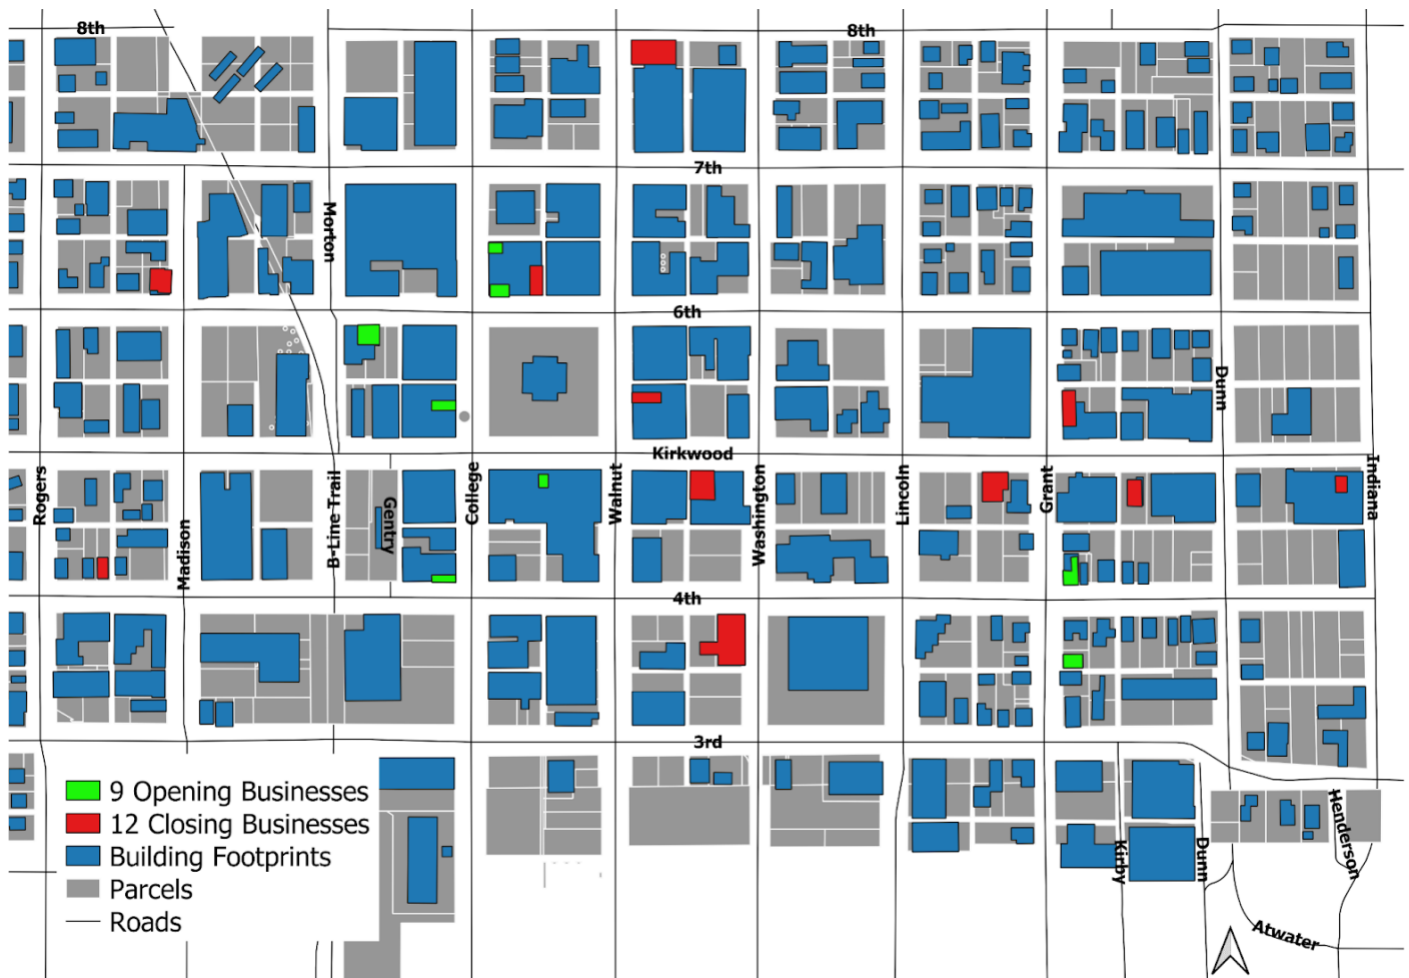 8th
8th
7th
Morton
6th
Dunn
Kirkwood
Rogers
Madison
B-Line Trail
Gentry
College
Walnut
Washington
Lincoln
Grant
Indiana
4th
3rd
9 Opening Businesses
12 Closing Businesses
Building Footprints
Parcels
Roads
Kirby
Dunn
Henderson
Atwater